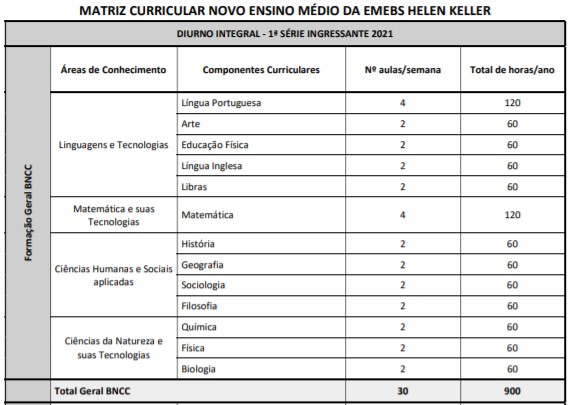 MATRIZ CURRICULAR NOVO ENSINO MÉDIO DA EMEBS HELEN KELLER
DIURNO INTEGRAL - 1ª SÉRIE INGRESSANTE 2021
Áreas de Conhecimento Componentes Curriculares Nº aulas/semana Total de horas/ano
Formação Geral BNCC
Linguagens e Tecnologias
Língua Portuguesa 4 120
Arte 2 60
Educação Física 2 60
Língua Inglesa 2 60
Libras 2 60
Matemática e suas
Tecnologias
Matemática 4 120
Ciências Humanas e Sociais
aplicadas
História 2 60
Geografia 2 60
Sociologia 2 60
Filosofia 2 60
Ciências da Natureza e
suas Tecnologias
Química 2 60
Física 2 60
Biologia 2 60
Total Geral BNCC 30 900